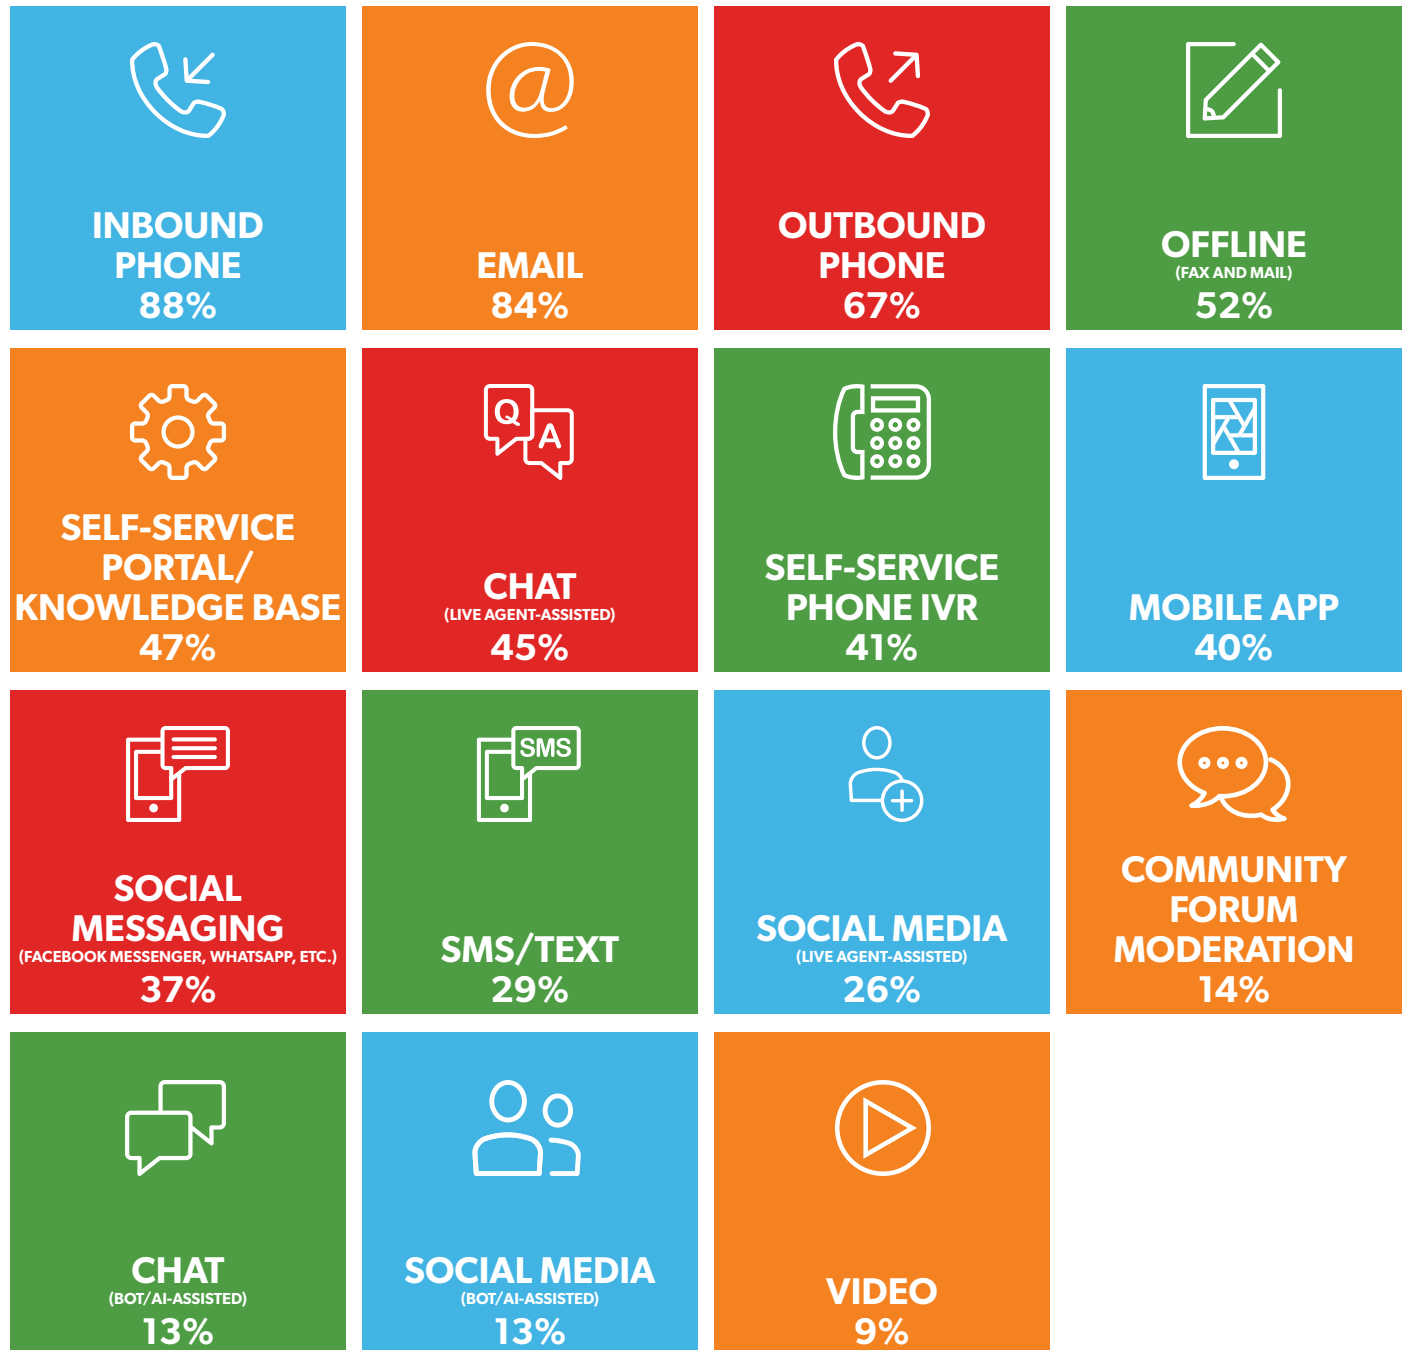 INBOUND
PHONE
88%
@
EMAIL
84%
OUTBOUND
PHONE
67%
OFFLINE
(FAX AND MAIL)
52%
SELF-SERVICE
PORTAL/
KNOWLEDGE BASE
47%
Q
A
CHAT
(LIVE AGENT-ASSISTED)
45%
SELF-SERVICE
PHONE IVR
41%
MOBILE APP
40%
SOCIAL
MESSAGING
(FACEBOOK MESSENGER, WHATSAPP, ETC.)
37%
SMS
SMS/TEXT
29%
SOCIAL MEDIA
(LIVE AGENT-ASSISTED)
26%
COMMUNITY
FORUM
MODERATION
14%
CHAT
(BOT/AI-ASSISTED)
13%
SOCIAL MEDIA
(BOT/AI-ASSISTED)
13%
VIDEO
9%